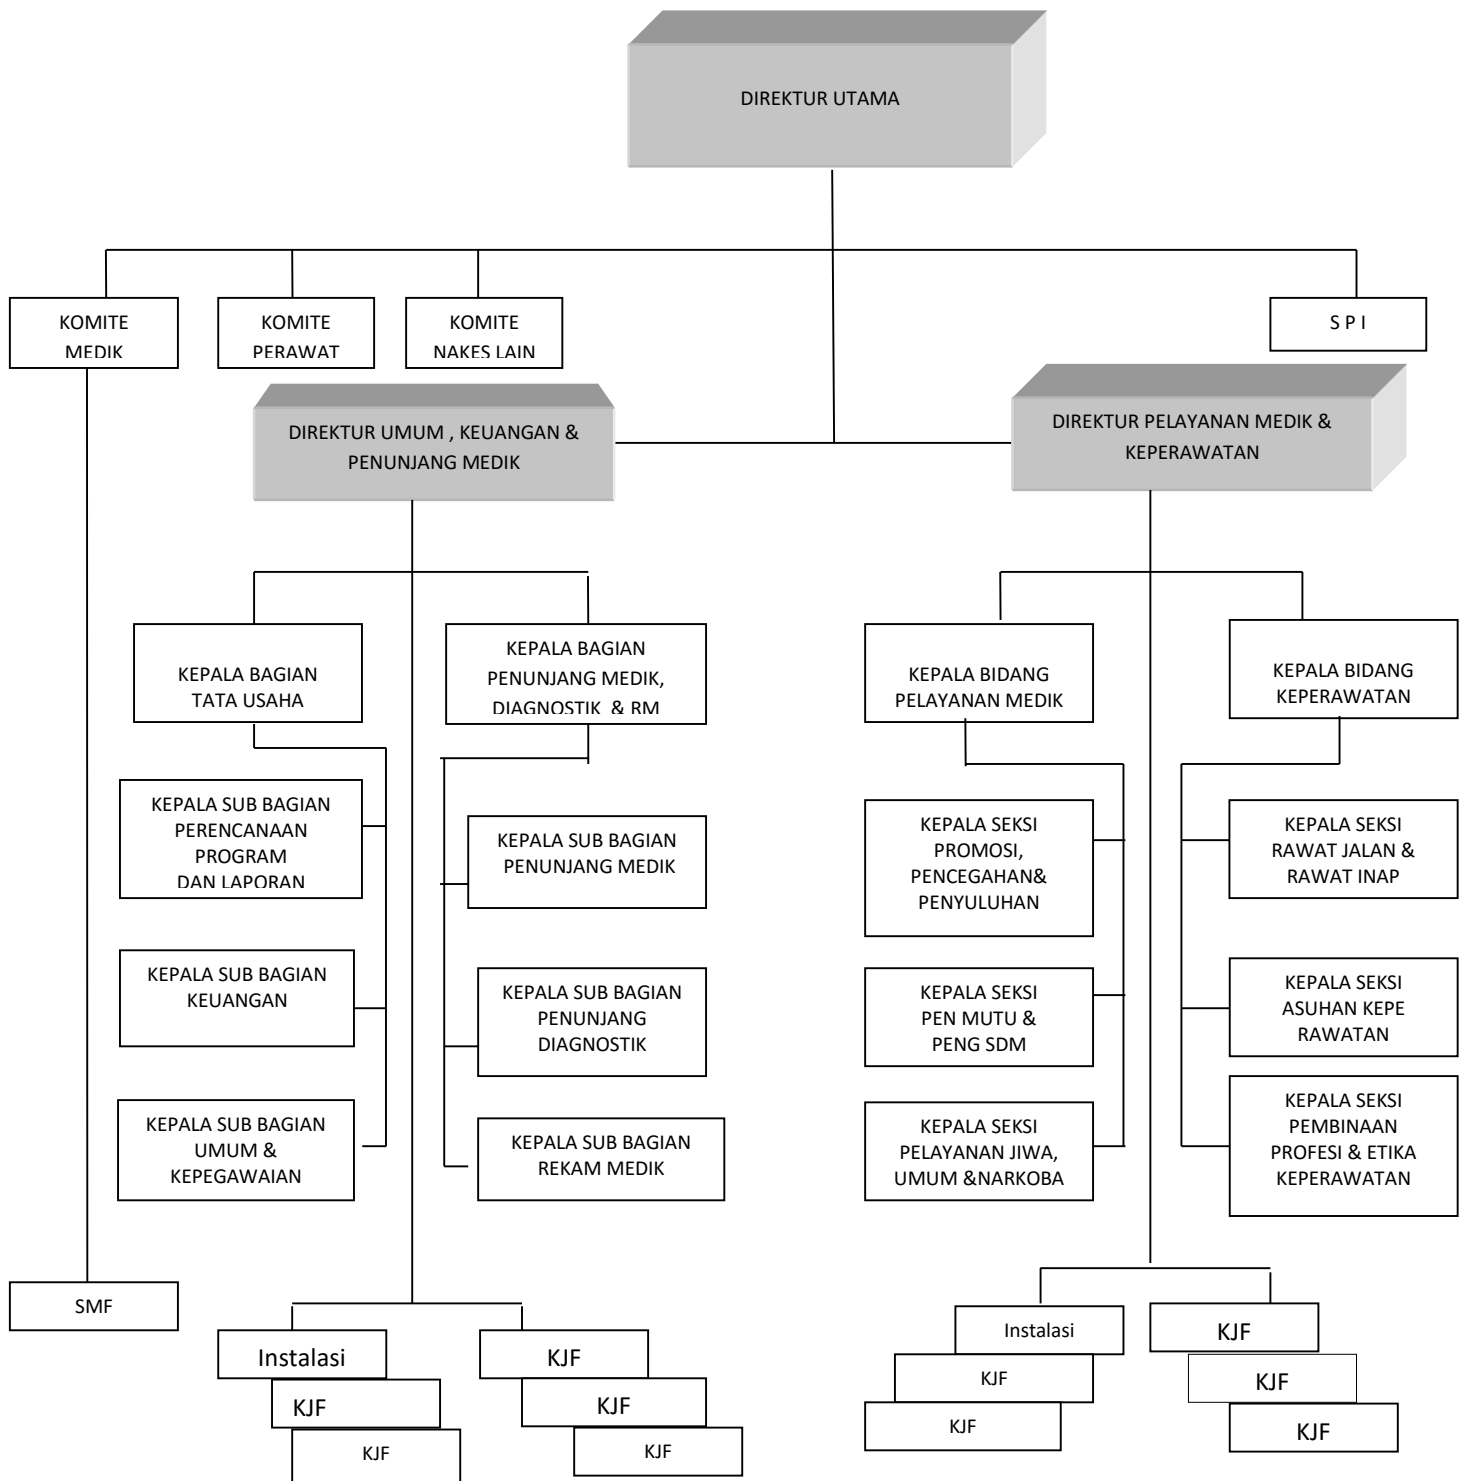 DIREKTUR UTAMA
KOMITE
MEDIK
KOMITE
PERAWAT
KOMITE
NAKES LAIN
S P I
DIREKTUR UMUM , KEUANGAN &
PENUNJANG MEDIK
DIREKTUR PELAYANAN MEDIK &
KEPERAWATAN
KEPALA BAGIAN
TATA USAHA
KEPALA BAGIAN
PENUNJANG MEDIK,
DIAGNOSTIK & RM
KEPALA BIDANG
PELAYANAN MEDIK
KEPALA BIDANG
KEPERAWATAN
KEPALA SUB BAGIAN
PERENCANAAN
PROGRAM
DAN LAPORAN
KEPALA SUB BAGIAN
PENUNJANG MEDIK
KEPALA SEKSI
PROMOSI,
PENCEGAHAN&
PENYULUHAN
KEPALA SEKSI
RAWAT JALAN &
RAWAT INAP
KEPALA SUB BAGIAN
KEUANGAN
KEPALA SUB BAGIAN
PENUNJANG
DIAGNOSTIK
KEPALA SEKSI
PEN MUTU &
PENG SDM
KEPALA SEKSI
ASUHAN KEPE
RAWATAN
KEPALA SUB BAGIAN
UMUM &
KEPEGAWAIAN
KEPALA SUB BAGIAN
REKAM MEDIK
KEPALA SEKSI
PELAYANAN JIWA,
UMUM &NARKOBA
KEPALA SEKSI
PEMBINAAN
PROFESI & ETIKA
KEPERAWATAN
SMF
Instalasi
KJF
KJF
KJF
KJF
KJF
Instalasi
KJF
KJF
KJF
KJF
KJF